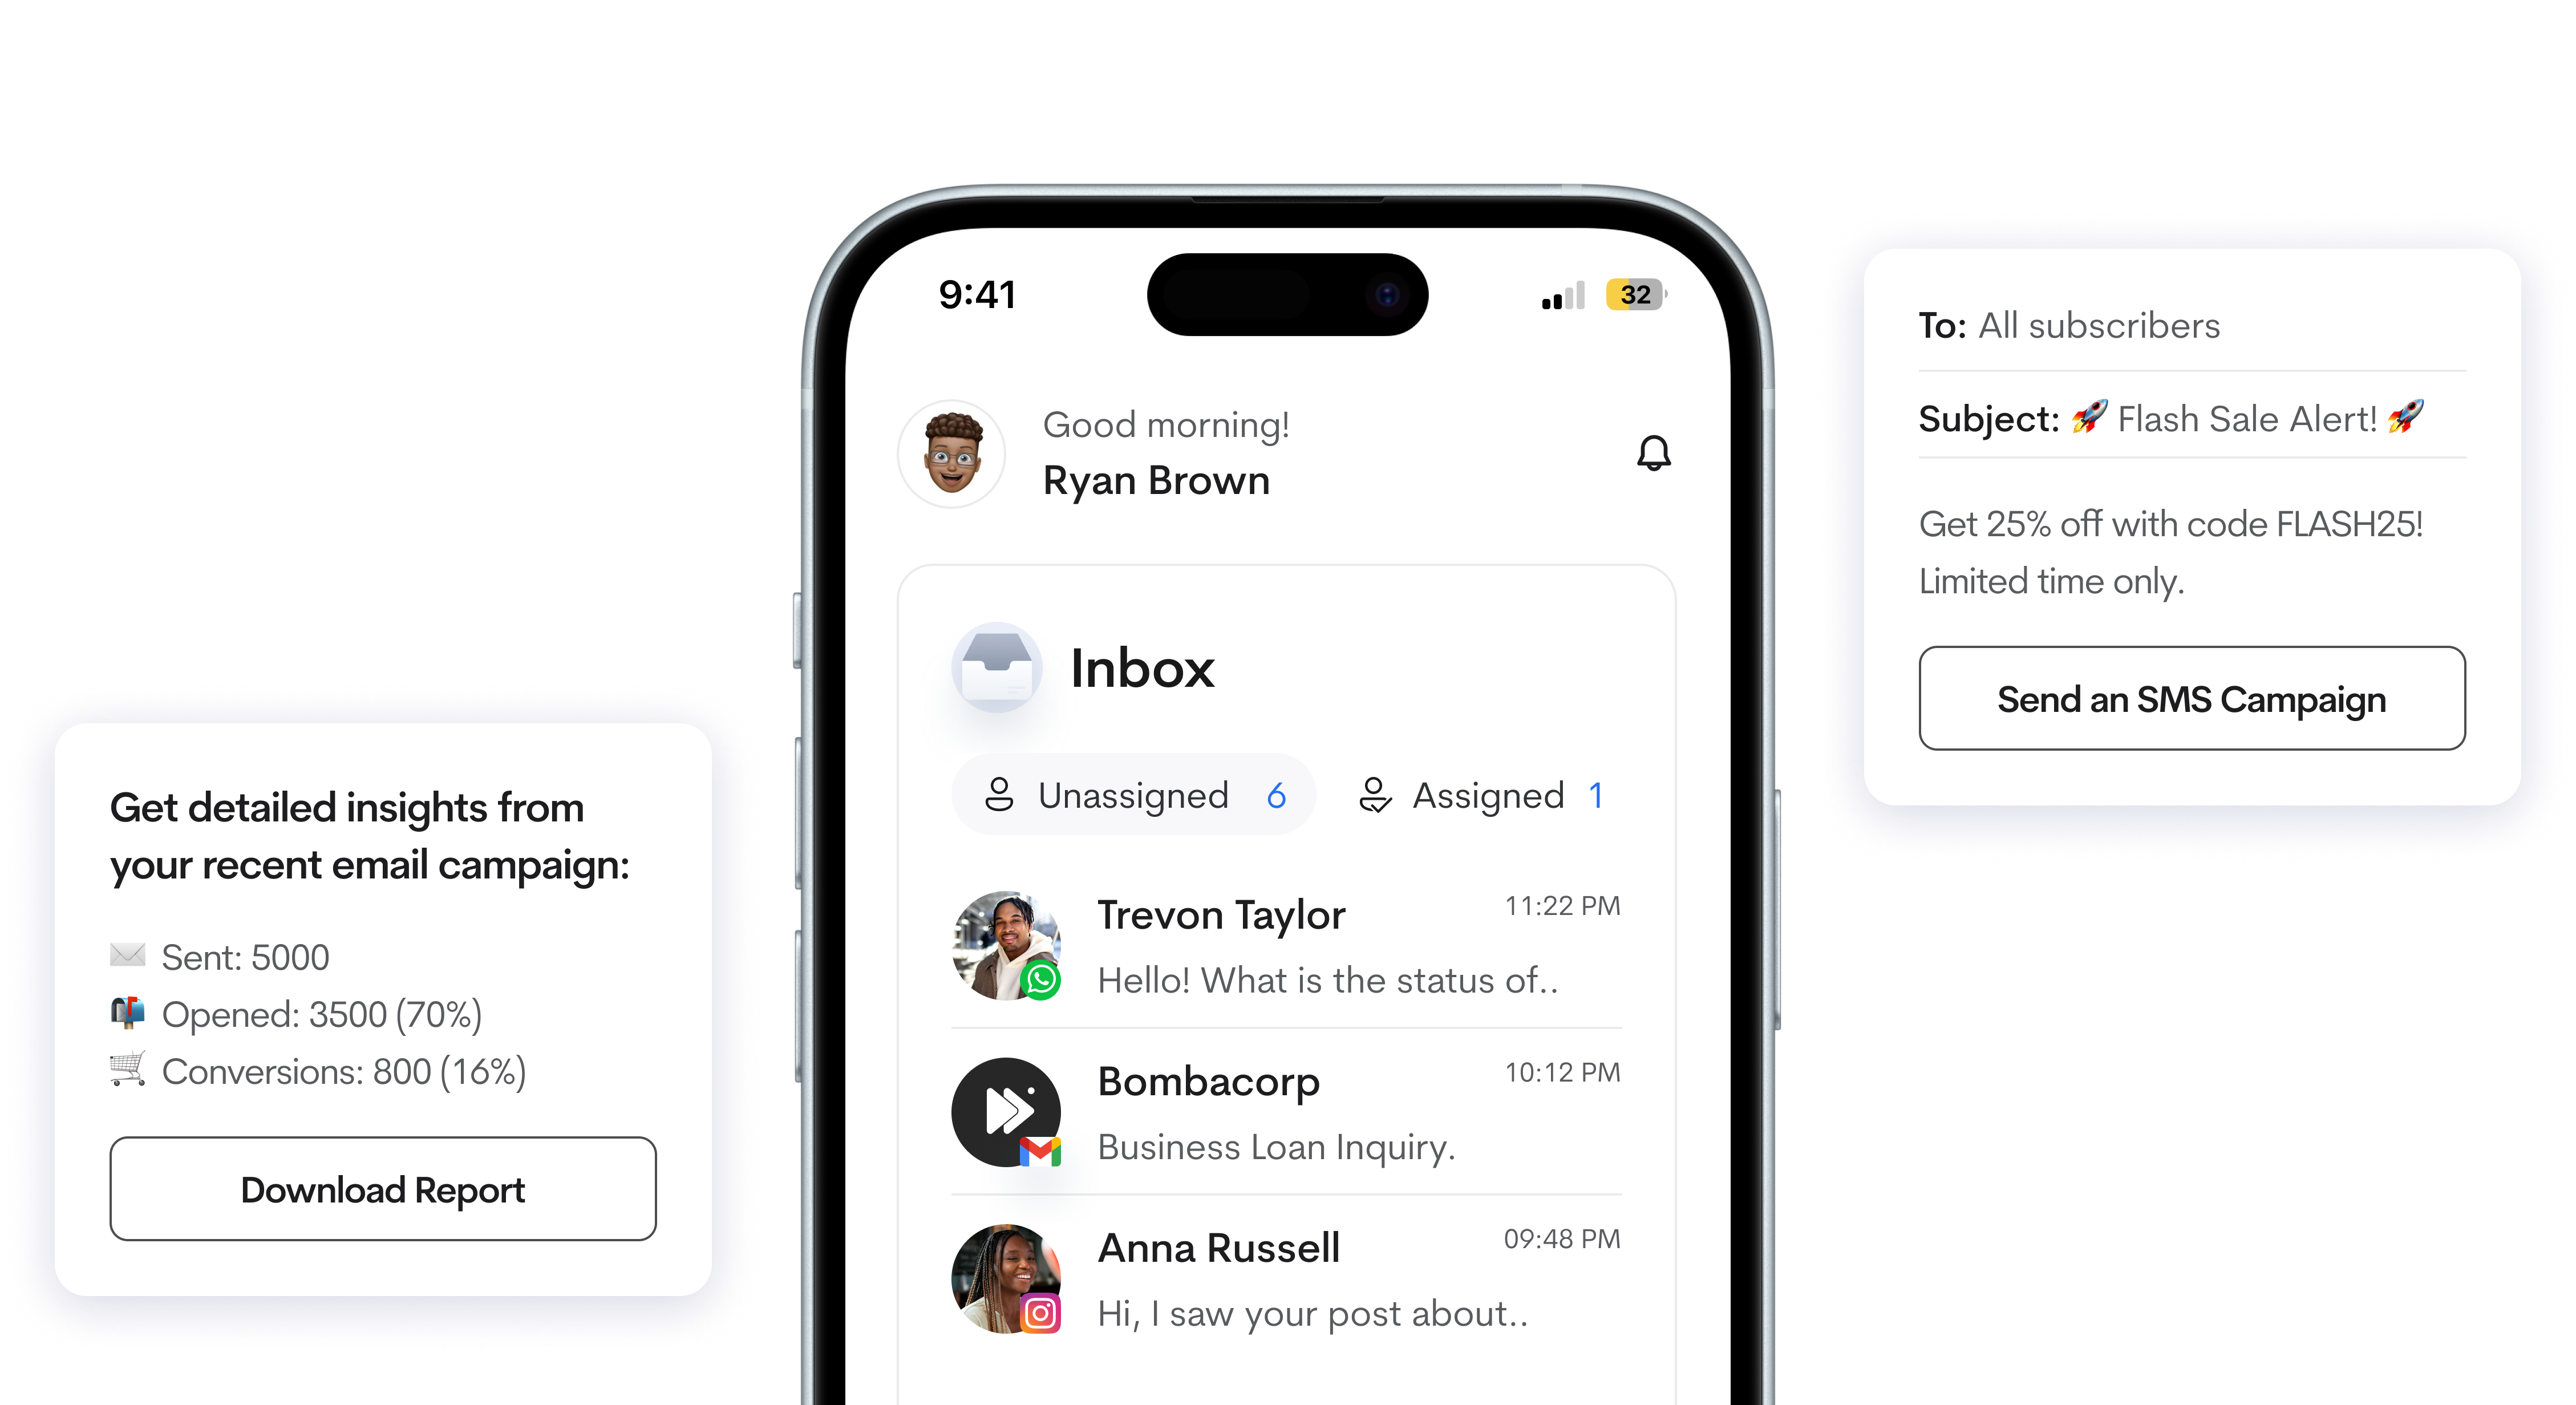 9:41
32
Good morning!
Ryan Brown
Inbox
Unassigned 6
Assigned 1
Trevon Taylor
11:22 PM
Hello! What is the status of..
Bombacorp
10:12 PM
Business Loan Inquiry.
Anna Russell
09:48 PM
Hi, I saw your post about..
Get detailed insights from
your recent email campaign:
Sent: 5000
Opened: 3500 (70%)
Conversions: 800 (16%)
Download Report
To: All subscribers
Subject: 🚀 Flash Sale Alert! 🚀
Get 25% off with code FLASH25!
Limited time only.
Send an SMS Campaign